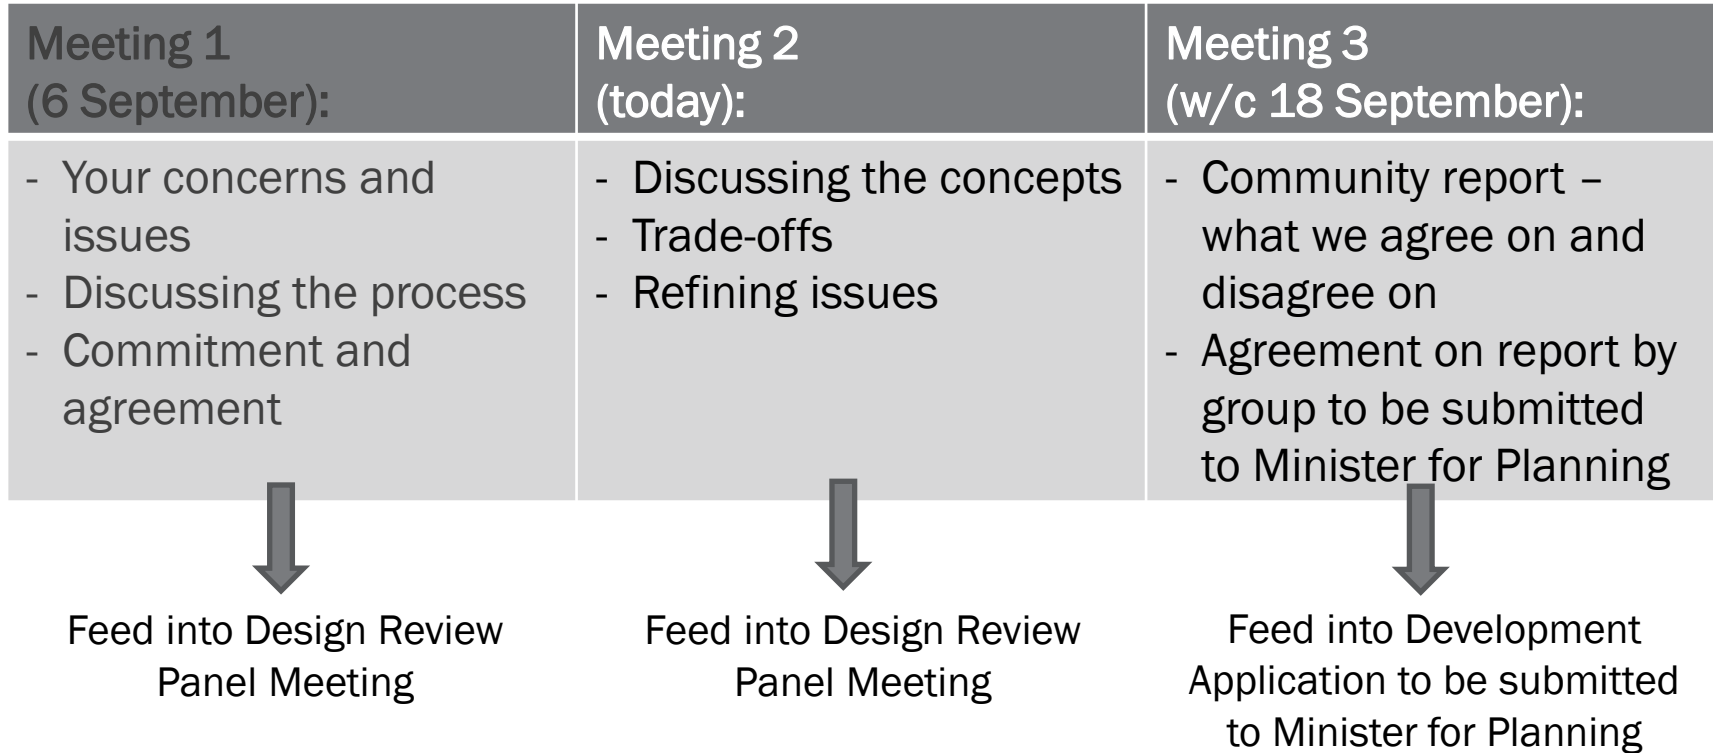 Meeting 1
(6 September):
- Your concerns and
issues
- Discussing the process
- Commitment and
agreement
Feed into Design Review
Panel Meeting
Meeting 2
(today):
- Discussing the concepts
- Trade-offs
- Refining issues
Feed into Design Review
Panel Meeting
Meeting 3
(w/c 18 September):
- Community report –
what we agree on and
disagree on
- Agreement on report by
group to be submitted
to Minister for Planning
Feed into Development
Application to be submitted
to Minister for Planning